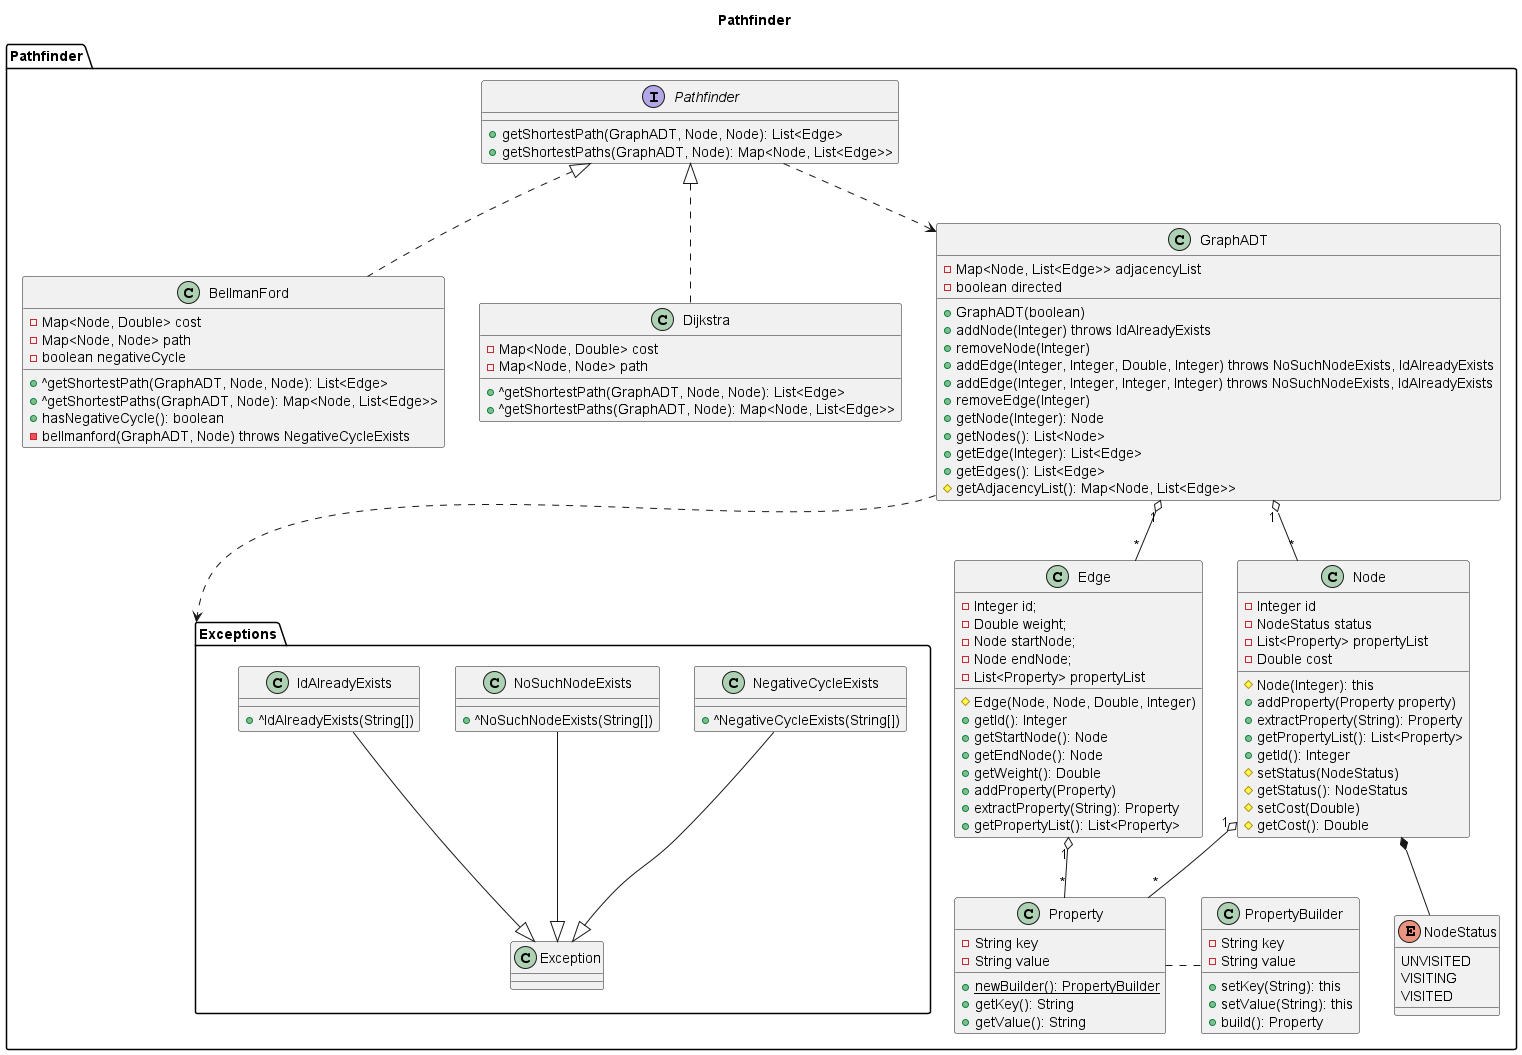 Pathfinder
Pathfinder
I Pathfinder
getShortestPath(GraphADT, Node, Node): List<Edge>
getShortestPaths(GraphADT, Node): Map<Node, List<Edge>>
C BellmanFord
Map<Node, Double> cost
Map<Node, Node> path
boolean negativeCycle
^getShortestPath(GraphADT, Node, Node): List<Edge>
^getShortestPaths(GraphADT, Node): Map<Node, List<Edge>>
hasNegativeCycle(): boolean
bellmanford(GraphADT, Node) throws NegativeCycleExists
C Dijkstra
Map<Node, Double> cost
Map<Node, Node> path
^getShortestPath(GraphADT, Node, Node): List<Edge>
^getShortestPaths(GraphADT, Node): Map<Node, List<Edge>>
C GraphADT
Map<Node, List<Edge>> adjacencyList
boolean directed
GraphADT(boolean)
addNode(Integer) throws IdAlreadyExists
removeNode(Integer)
addEdge(Integer, Integer, Double, Integer) throws NoSuchNodeExists, IdAlreadyExists
addEdge(Integer, Integer, Integer, Integer) throws NoSuchNodeExists, IdAlreadyExists
removeEdge(Integer)
getNode(Integer): Node
getNodes(): List<Node>
getEdge(Integer): List<Edge>
getEdges(): List<Edge>
getAdjacencyList(): Map<Node, List<Edge>>
1
*
1
*
C Edge
Integer id;
Double weight;
Node startNode;
Node endNode;
List<Property> propertyList
Edge(Node, Node, Double, Integer)
getId(): Integer
getStartNode(): Node
getEndNode(): Node
getWeight(): Double
addProperty(Property)
extractProperty(String): Property
getPropertyList(): List<Property>
C Node
Integer id
NodeStatus status
List<Property> propertyList
Double cost
Node(Integer): this
addProperty(Property property)
extractProperty(String): Property
getPropertyList(): List<Property>
getId(): Integer
setStatus(NodeStatus)
getStatus(): NodeStatus
setCost(Double)
getCost(): Double
Exceptions
C IdAlreadyExists
^IdAlreadyExists(String[])
C NoSuchNodeExists
^NoSuchNodeExists(String[])
C NegativeCycleExists
^NegativeCycleExists(String[])
C Exception
1
*
1
*
C Property
String key
String value
newBuilder(): PropertyBuilder
getKey(): String
getValue(): String
C PropertyBuilder
String key
String value
setKey(String): this
setValue(String): this
build(): Property
E NodeStatus
UNVISITED
VISITING
VISITED